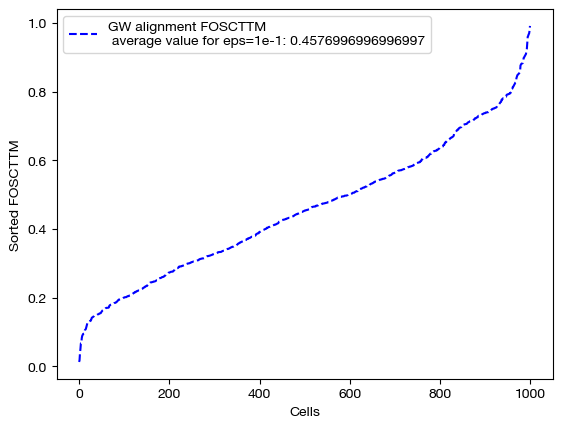 GW alignment FOSCTTM
average value for eps=1e-1: 0.4576996996996997
1.0
0.8
0.6
0.4
0.2
0.0
Sorted FOSCTTM
0 200 400 600 800 1000
Cells